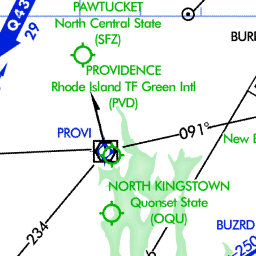 PAWTUCKET
North Central State
(SFZ)
Q43
29
BUR
PROVIDENCE
Rhode Island TF Green Intl
(PVD)
PROVI
091°
New B
NORTH KINGSTOWN
Quonset State
(OQU)
234
BUZRD
250